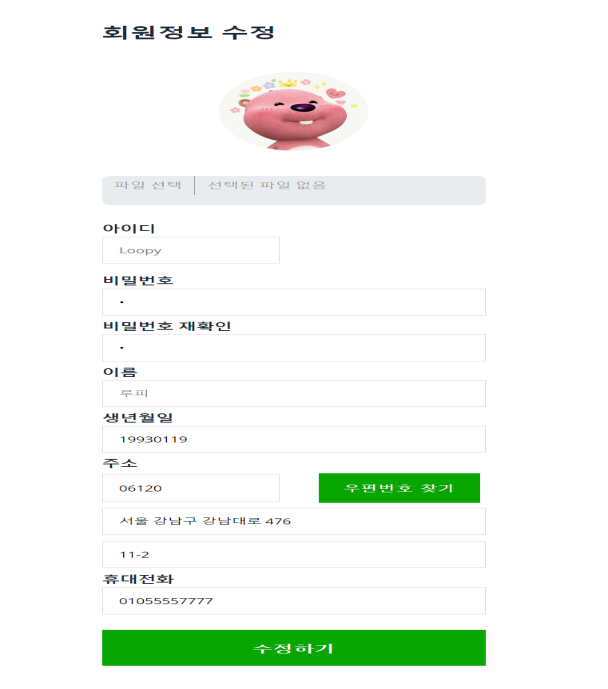 회원정보 수정
파일 선택 선택된 파일 없음
아이디
Loopy
비밀번호
•
비밀번호 재확인
•
이름
루피
생년월일
19930119
주소
06120 우편번호 찾기
서울 강남구 강남대로 476
11-2
휴대전화
01055557777
수정하기